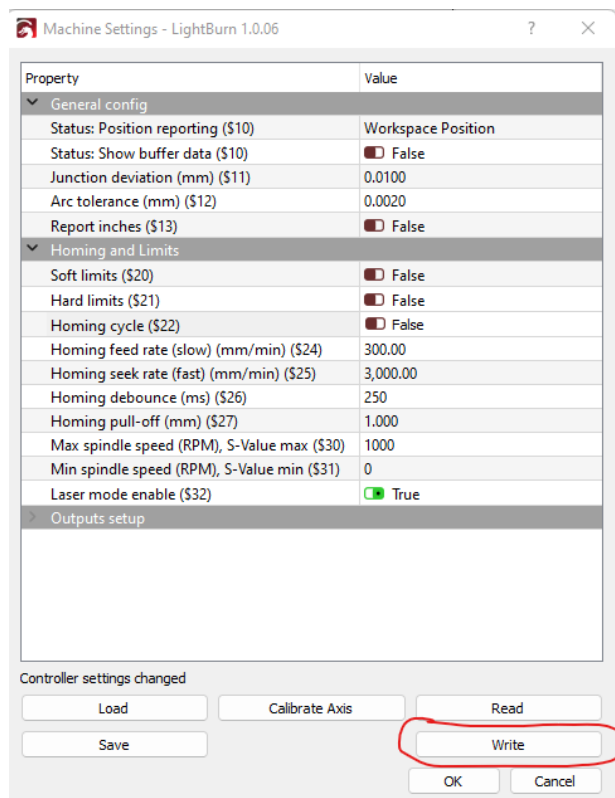 Machine Settings - LightBurn 1.0.06 ?
Property Value
General config
Status: Position reporting ($10) Workspace Position
Status: Show buffer data ($10) False
Junction deviation (mm) ($11) 0.0100
Arc tolerance (mm) ($12) 0.0020
Report inches ($13) False
Homing and Limits
Soft limits ($20) False
Hard limits ($21) False
Homing cycle ($22) False
Homing feed rate (slow) (mm/min) ($24) 300.00
Homing seek rate (fast) (mm/min) ($25) 3,000.00
Homing debounce (ms) ($26) 250
Homing pull-off (mm) ($27) 1.000
Max spindle speed (RPM), S-Value max ($30) 1000
Min spindle speed (RPM), S-Value min ($31) 0
Laser mode enable ($32) True
Outputs setup
Controller settings changed
Load Calibrate Axis Read
Save Write
OK Cancel